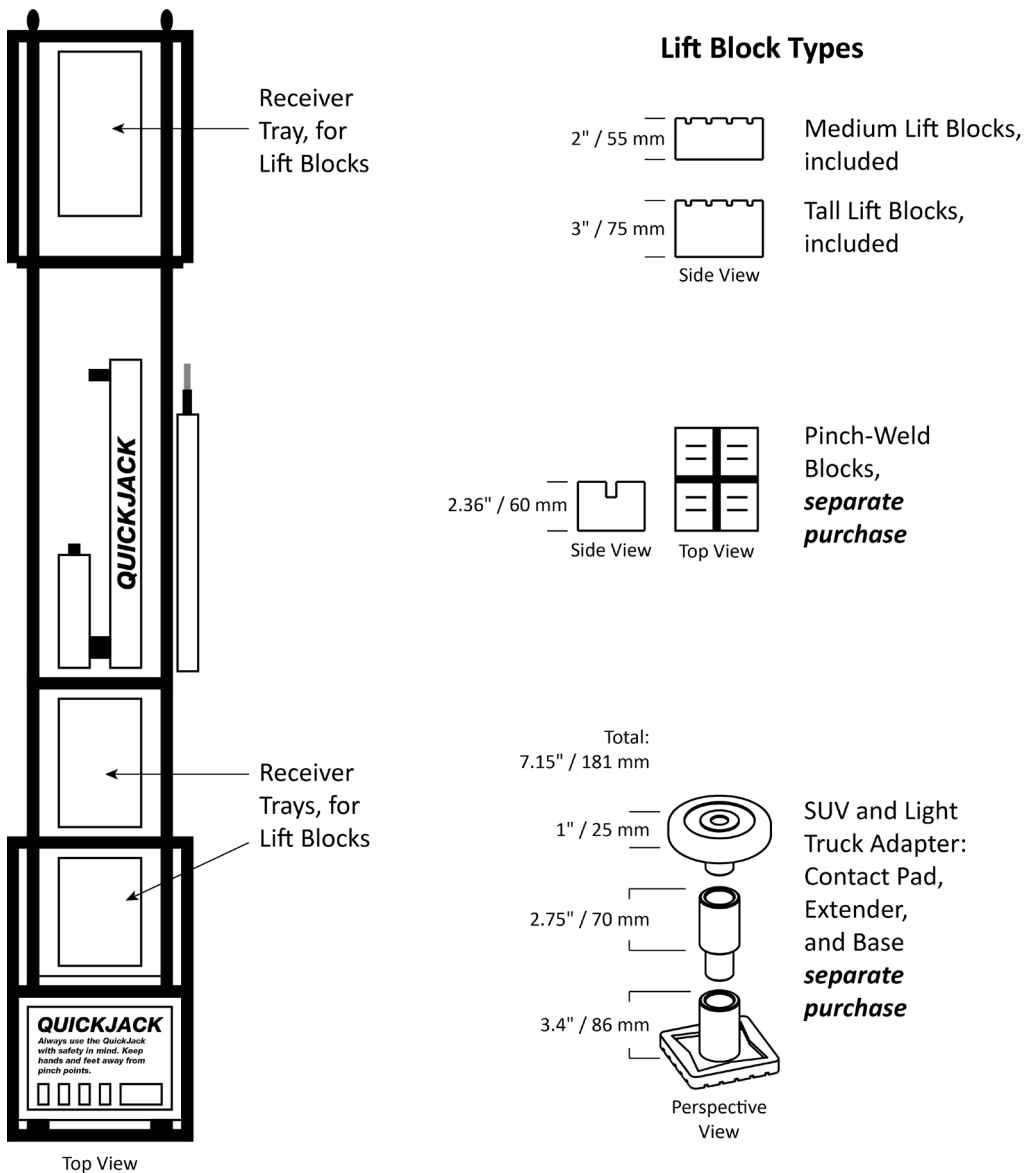 Lift Block Types
Receiver
Tray, for
Lift Blocks
2" / 55 mm
Medium Lift Blocks,
included
3" / 75 mm
Tall Lift Blocks,
included
Side View
QUICKJACK
Pinch-Weld
Blocks,
separate
purchase
2.36" / 60 mm
Side View
Top View
Receiver
Trays, for
Lift Blocks
Total:
7.15" / 181 mm
1" / 25 mm
2.75" / 70 mm
3.4" / 86 mm
SUV and Light
Truck Adapter:
Contact Pad,
Extender,
and Base
separate
purchase
Perspective
View
QUICKJACK
Always use the QuickJack
with safety in mind. Keep
hands and feet away from
pinch points.
Top View